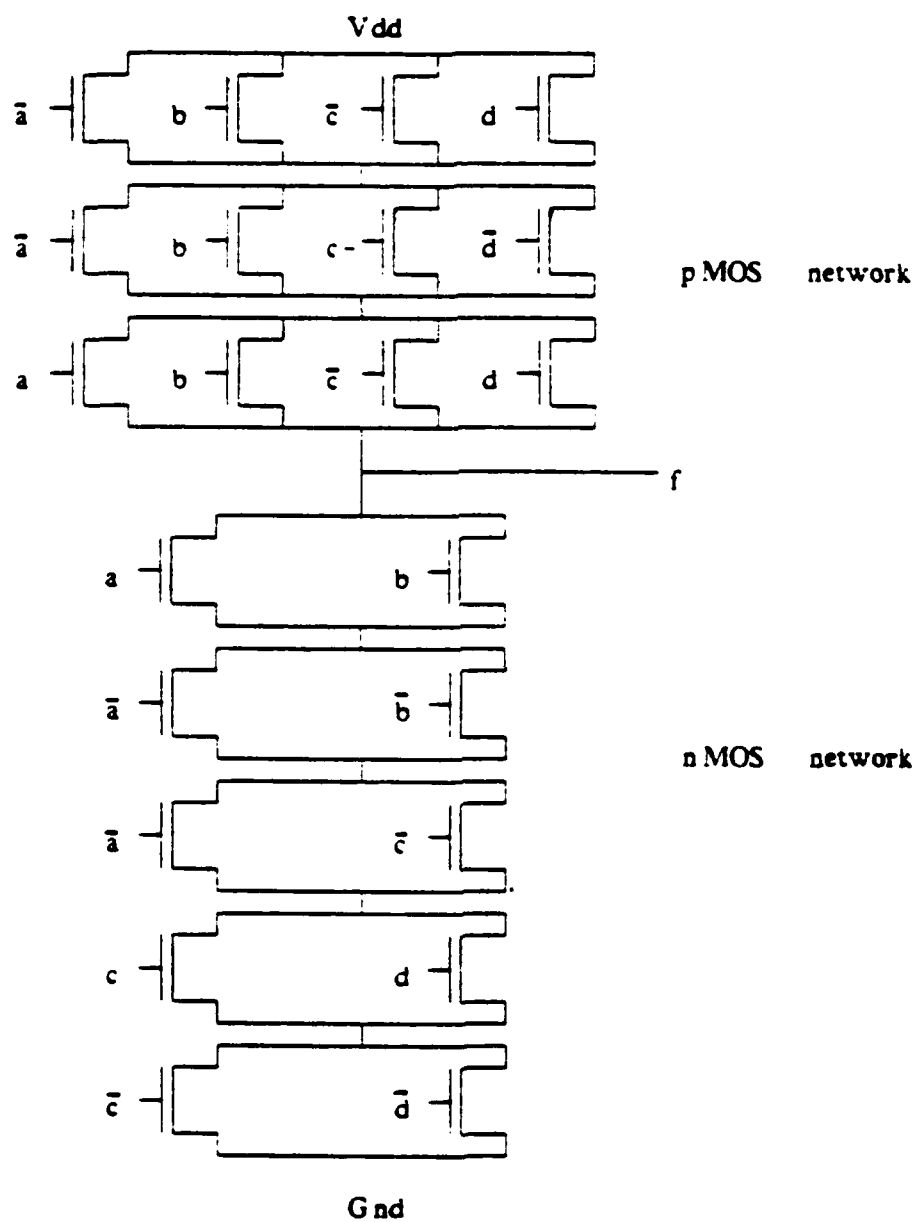 Vdd
a̅ b c̅ d
a̅ b c d̅
pMOS network
a b c̅ d
f
a b
a̅ b̅
nMOS network
a̅ c̅
c d
c̅ d̅
Gnd